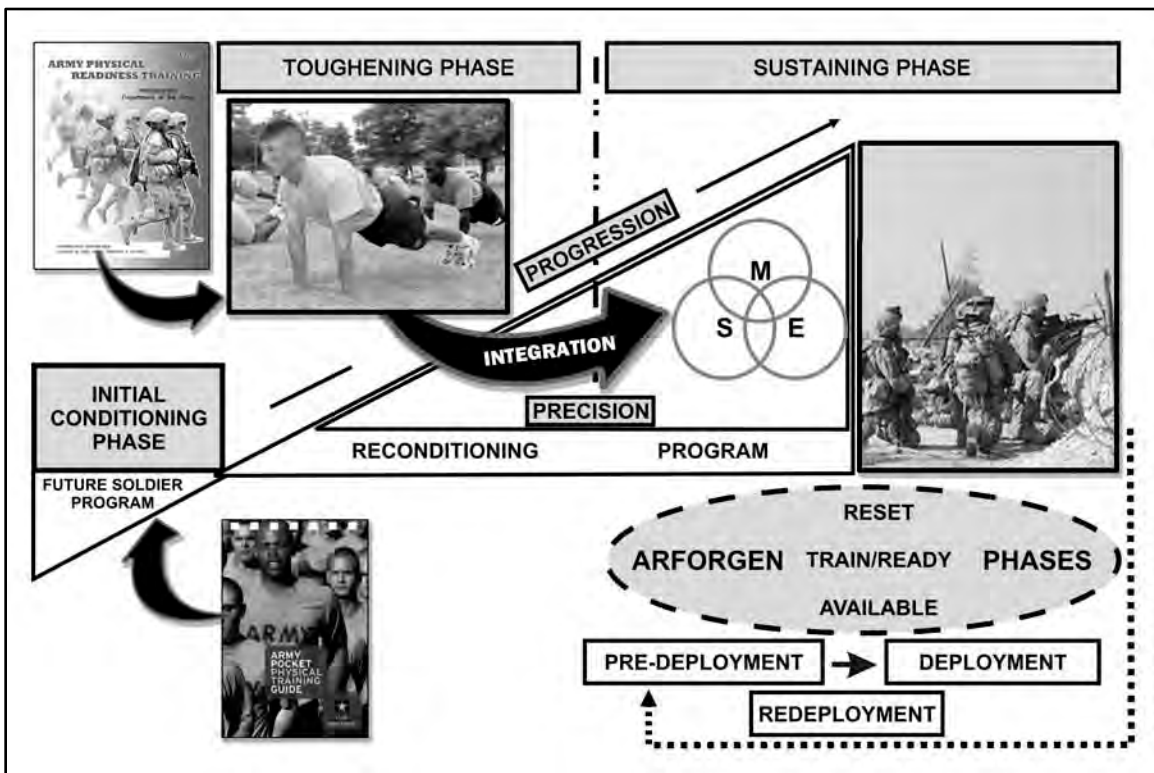 ARMY PHYSICAL
READINESS TRAINING
TOUGHENING PHASE
SUSTAINING PHASE
PROGRESSION
M
S
E
INTEGRATION
PRECISION
INITIAL
CONDITIONING
PHASE
RECONDITIONING
PROGRAM
FUTURE SOLDIER
PROGRAM
ARMY
ARMY
POCKET
PHYSICAL
TRAINING
GUIDE
RESET
ARFORGEN
TRAIN/READY
PHASES
AVAILABLE
PRE-DEPLOYMENT
DEPLOYMENT
REDEPLOYMENT